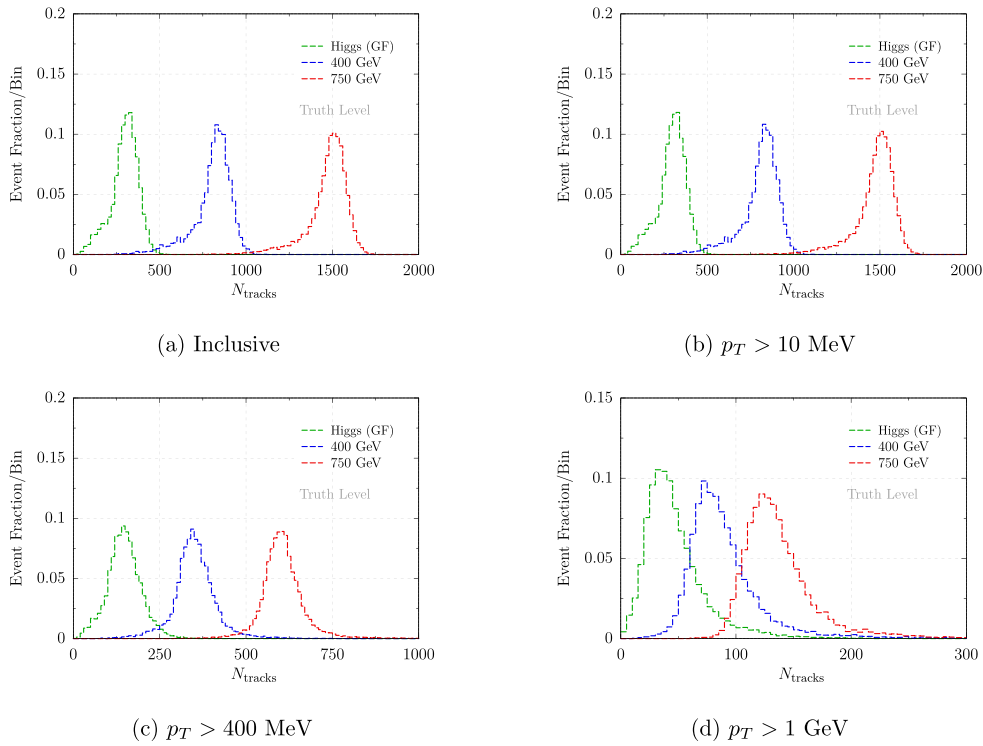 0.2
0.15
0.1
0.05
0
Event Fraction/Bin
0 500 1000 1500 2000
N_tracks
Higgs (GF)
400 GeV
750 GeV
Truth Level
(a) Inclusive
0.2
0.15
0.1
0.05
0
Event Fraction/Bin
0 500 1000 1500 2000
N_tracks
Higgs (GF)
400 GeV
750 GeV
Truth Level
(b) p_T > 10 MeV
0.2
0.15
0.1
0.05
0
Event Fraction/Bin
0 250 500 750 1000
N_tracks
Higgs (GF)
400 GeV
750 GeV
Truth Level
(c) p_T > 400 MeV
0.15
0.1
0.05
0
Event Fraction/Bin
0 100 200 300
N_tracks
Higgs (GF)
400 GeV
750 GeV
Truth Level
(d) p_T > 1 GeV